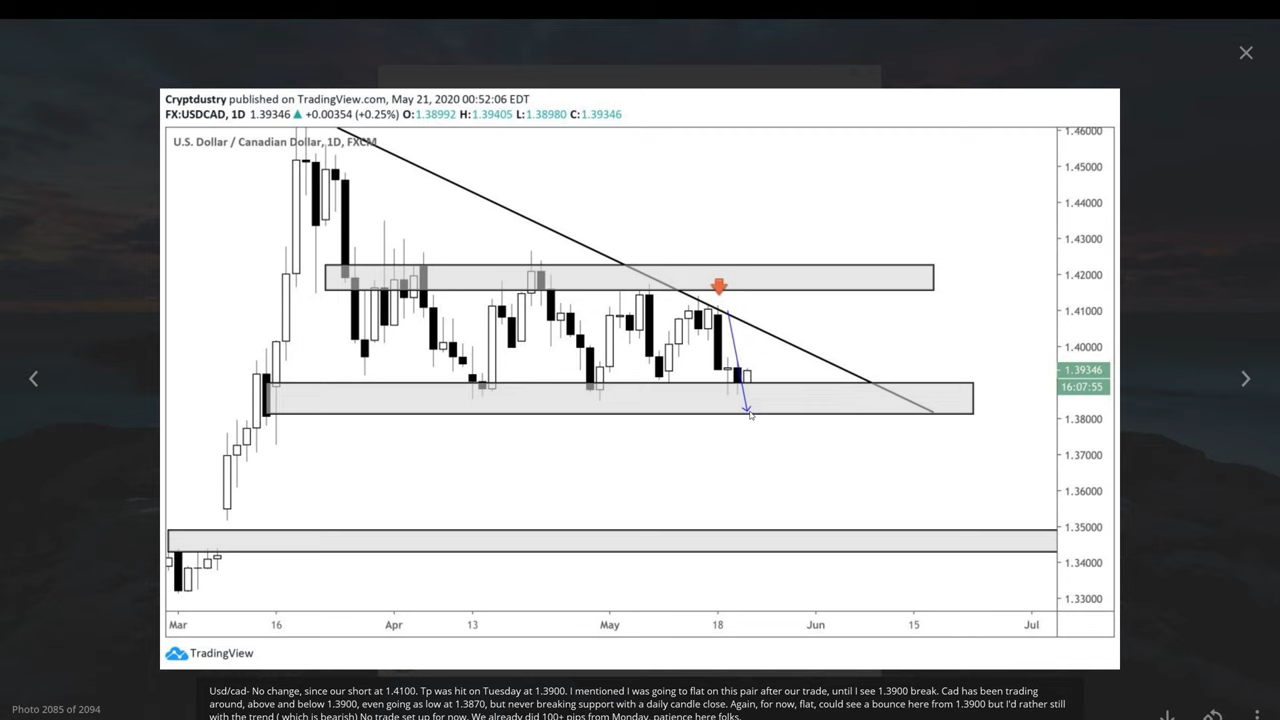 Cryptdustry published on TradingView.com, May 21, 2020 00:52:06 EDT
FX:USDCAD, 1D 1.39346 ▲ +0.00354 (+0.25%) O:1.38992 H:1.39405 L:1.38980 C:1.39346
U.S. Dollar / Canadian Dollar, 1D, FXCM
1.46000
1.45000
1.44000
1.43000
1.42000
1.41000
1.40000
1.39346
16:07:55
1.38000
1.37000
1.36000
1.35000
1.34000
1.33000
Mar 16 Apr 13 May 18 Jun 15 Jul
TradingView
Usd/cad- No change, since our short at 1.4100. Tp was hit on Tuesday at 1.3900. I mentioned I was going to flat on this pair after our trade, until I see 1.3900 break. Cad has been trading
around, above and below 1.3900, even going as low at 1.3870, but never breaking support with a daily candle close. Again, for now, flat, could see a bounce here from 1.3900 but I'd rather still
with the trend ( which is bearish) No trade set up for now. We already did 100+ pips from Monday, patience here folks.
Photo 2085 of 2094